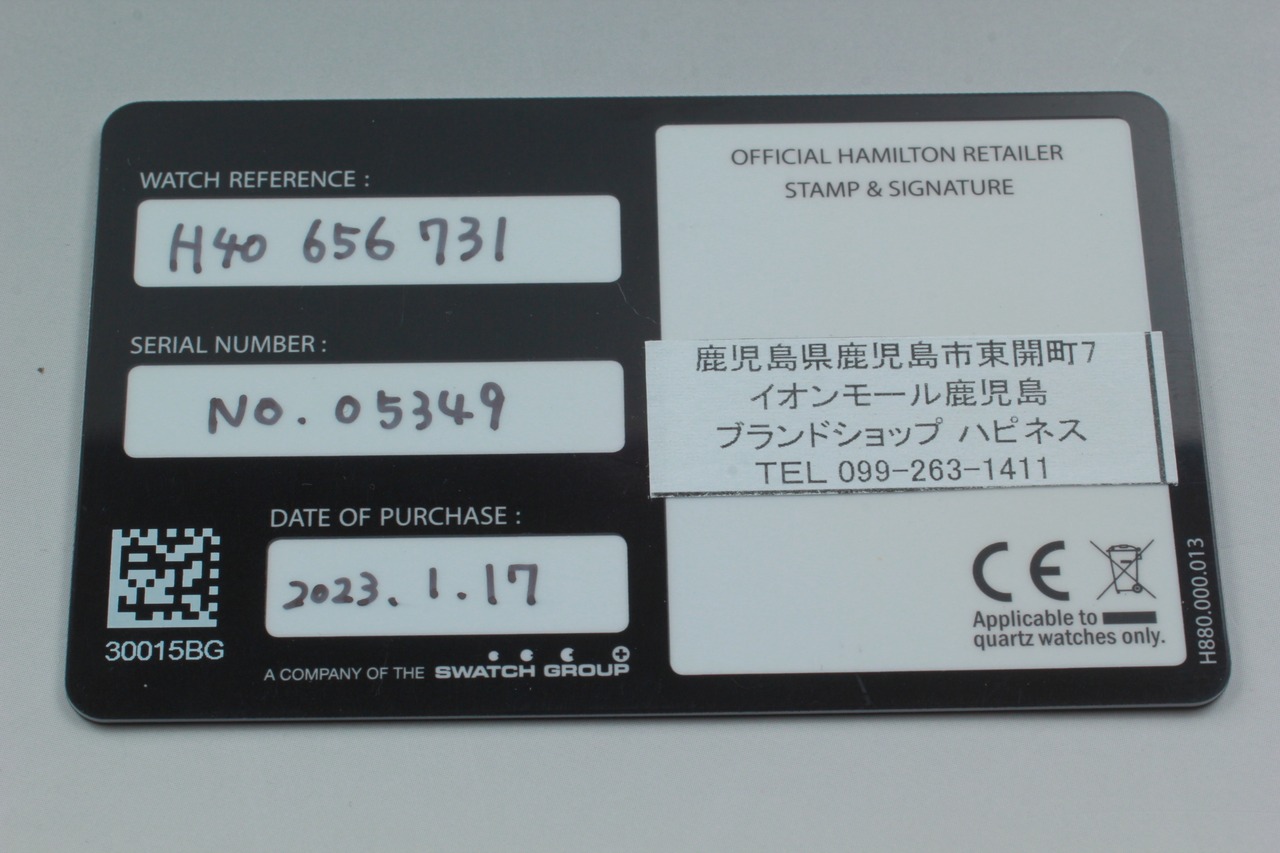 WATCH REFERENCE :
H40 656 731
SERIAL NUMBER :
NO. 05349
DATE OF PURCHASE :
2023. 1. 17
30015BG
A COMPANY OF THE SWATCH GROUP
OFFICIAL HAMILTON RETAILER
STAMP & SIGNATURE
鹿児島県鹿児島市東開町7
イオンモール鹿児島
ブランドショップ ハピネス
TEL 099-263-1411
CE
Applicable to
quartz watches only.
H880.000.013